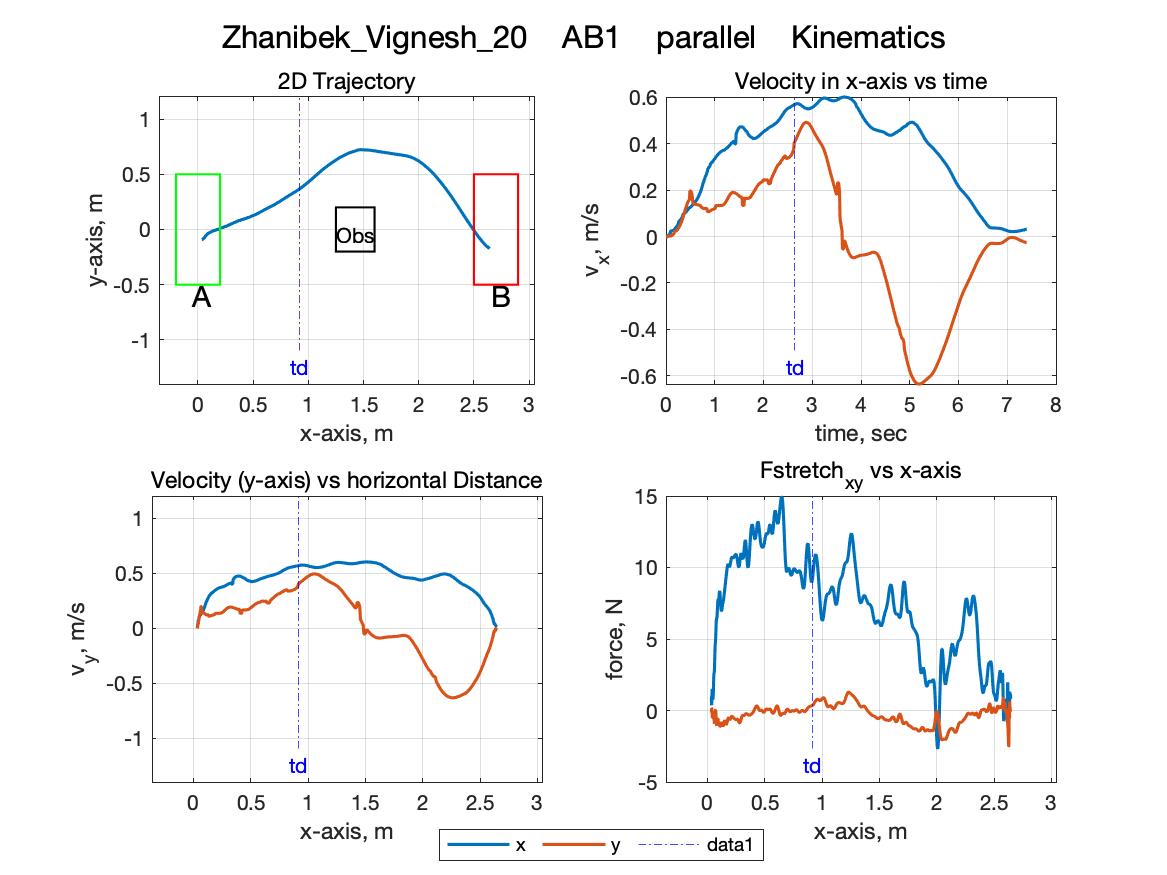 Zhanibek_Vignesh_20 AB1 parallel Kinematics
2D Trajectory
1
0.5
0
-0.5
-1
y-axis, m
A
B
Obs
td
0 0.5 1 1.5 2 2.5 3
x-axis, m
Velocity in x-axis vs time
0.6
0.4
0.2
0
-0.2
-0.4
-0.6
v_x, m/s
td
0 1 2 3 4 5 6 7 8
time, sec
Velocity (y-axis) vs horizontal Distance
1
0.5
0
-0.5
-1
v_y, m/s
td
0 0.5 1 1.5 2 2.5 3
x-axis, m
Fstretch_xy vs x-axis
15
10
5
0
-5
force, N
td
0 0.5 1 1.5 2 2.5 3
x-axis, m
x y data1